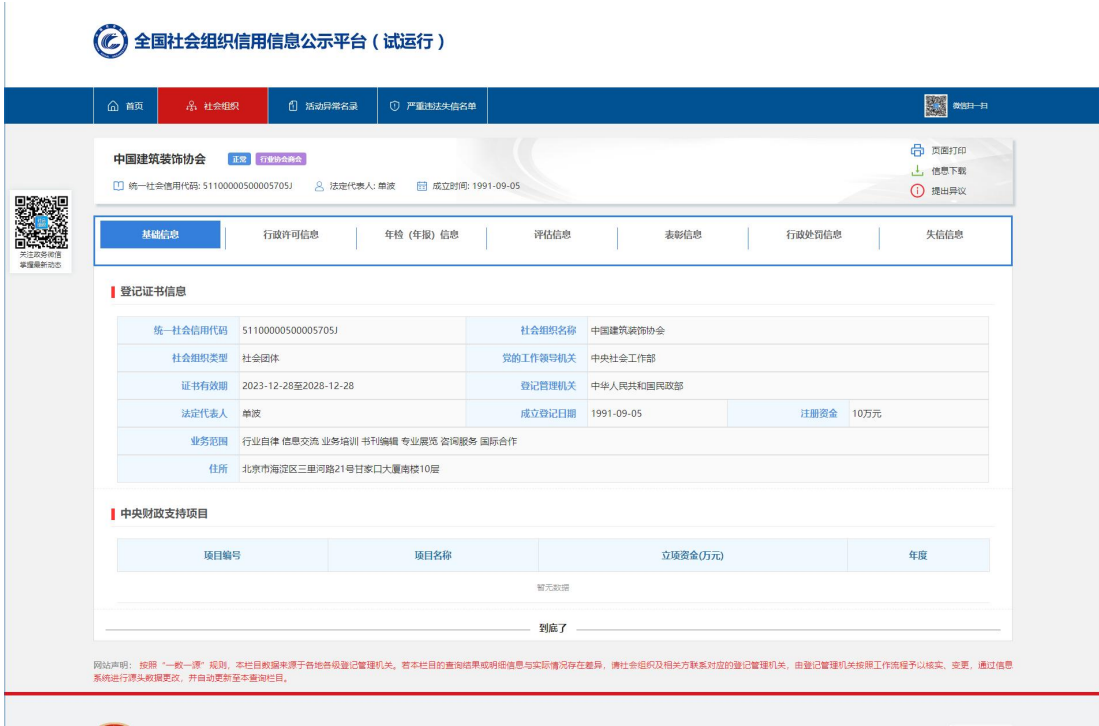 全国社会组织信用信息公示平台（试运行）
首页
社会组织
活动异常名录
严重违法失信名单
微信扫一扫
中国建筑装饰协会
正常
行业协会商会
统一社会信用代码: 51100000500005705J
法定代表人: 单波
成立时间: 1991-09-05
页面打印
信息下载
提出异议
关注政务微信
掌握最新动态
基础信息
行政许可信息
年检（年报）信息
评估信息
表彰信息
行政处罚信息
失信信息
登记证书信息
统一社会信用代码 51100000500005705J 社会组织名称 中国建筑装饰协会
社会组织类型 社会团体 党的工作领导机关 中央社会工作部
证书有效期 2023-12-28至2028-12-28 登记管理机关 中华人民共和国民政部
法定代表人 单波 成立登记日期 1991-09-05 注册资金 10万元
业务范围 行业自律 信息交流 业务培训 书刊编辑 专业展览 咨询服务 国际合作
住所 北京市海淀区三里河路21号甘家口大厦南楼10层
中央财政支持项目
项目编号 项目名称 立项资金(万元) 年度
暂无数据
到底了
网站声明： 按照“一数一源”规则，本栏目数据来源于各地各级登记管理机关。若本栏目的查询结果或明细信息与实际情况存在差异，请社会组织及相关方联系对应的登记管理机关，由登记管理机关按照工作流程予以核实、变更，通过信息
系统进行源头数据更改，并自动更新至本查询栏目。